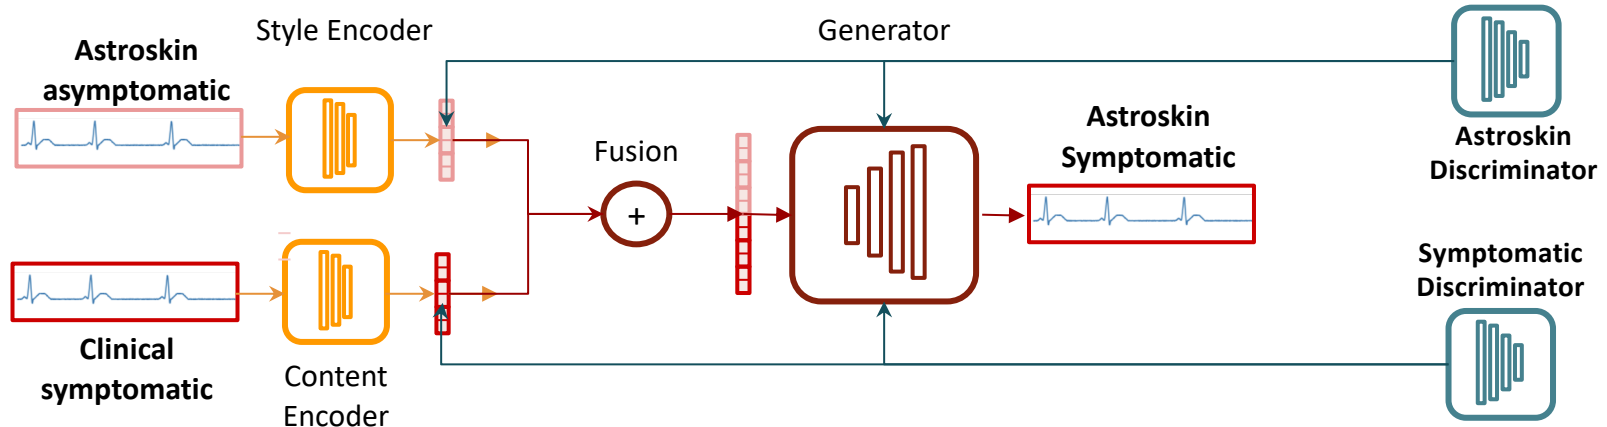 Style Encoder
Generator
Astroskin
asymptomatic
Fusion
+
Astroskin
Symptomatic
Astroskin
Discriminator
Clinical
symptomatic
Content
Encoder
Symptomatic
Discriminator